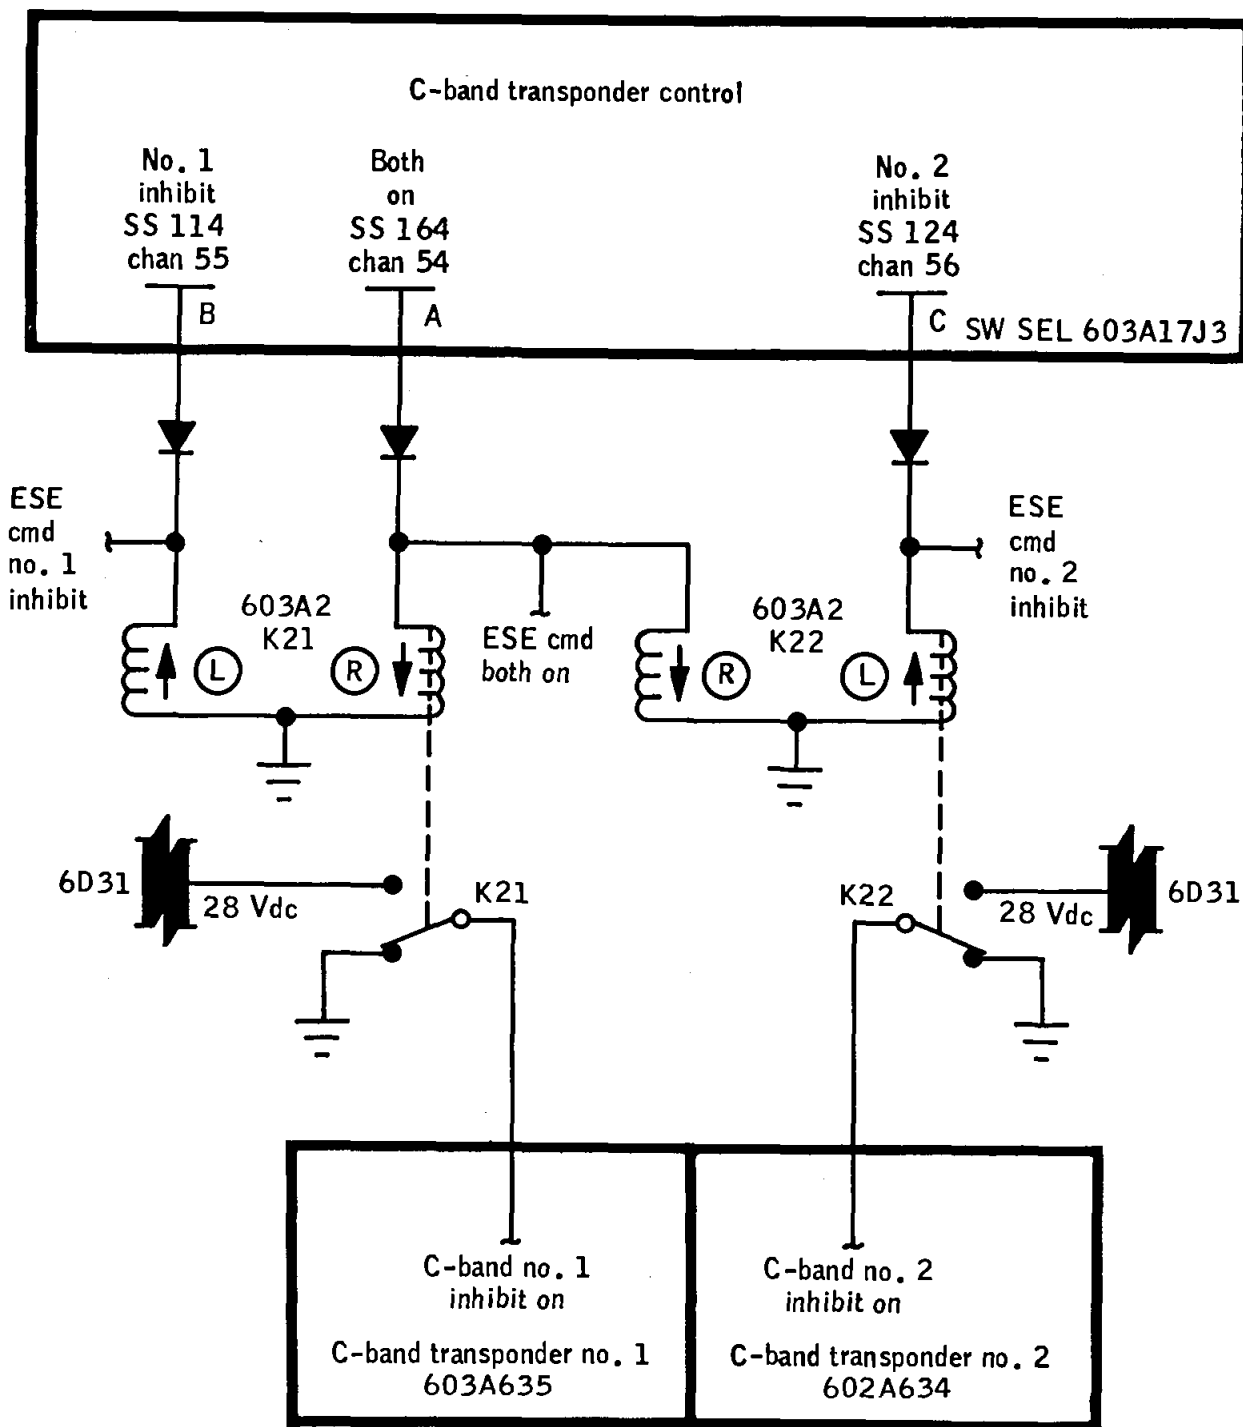 C-band transponder control
No. 1
inhibit
SS 114
chan 55
B
Both
on
SS 164
chan 54
A
No. 2
inhibit
SS 124
chan 56
C
SW SEL 603A17J3
ESE
cmd
no. 1
inhibit
603A2
K21
L
R
ESE cmd
both on
603A2
K22
R
L
ESE
cmd
no. 2
inhibit
6D31
28 Vdc
K21
K22
28 Vdc
6D31
C-band no. 1
inhibit on
C-band transponder no. 1
603A635
C-band no. 2
inhibit on
C-band transponder no. 2
602A634